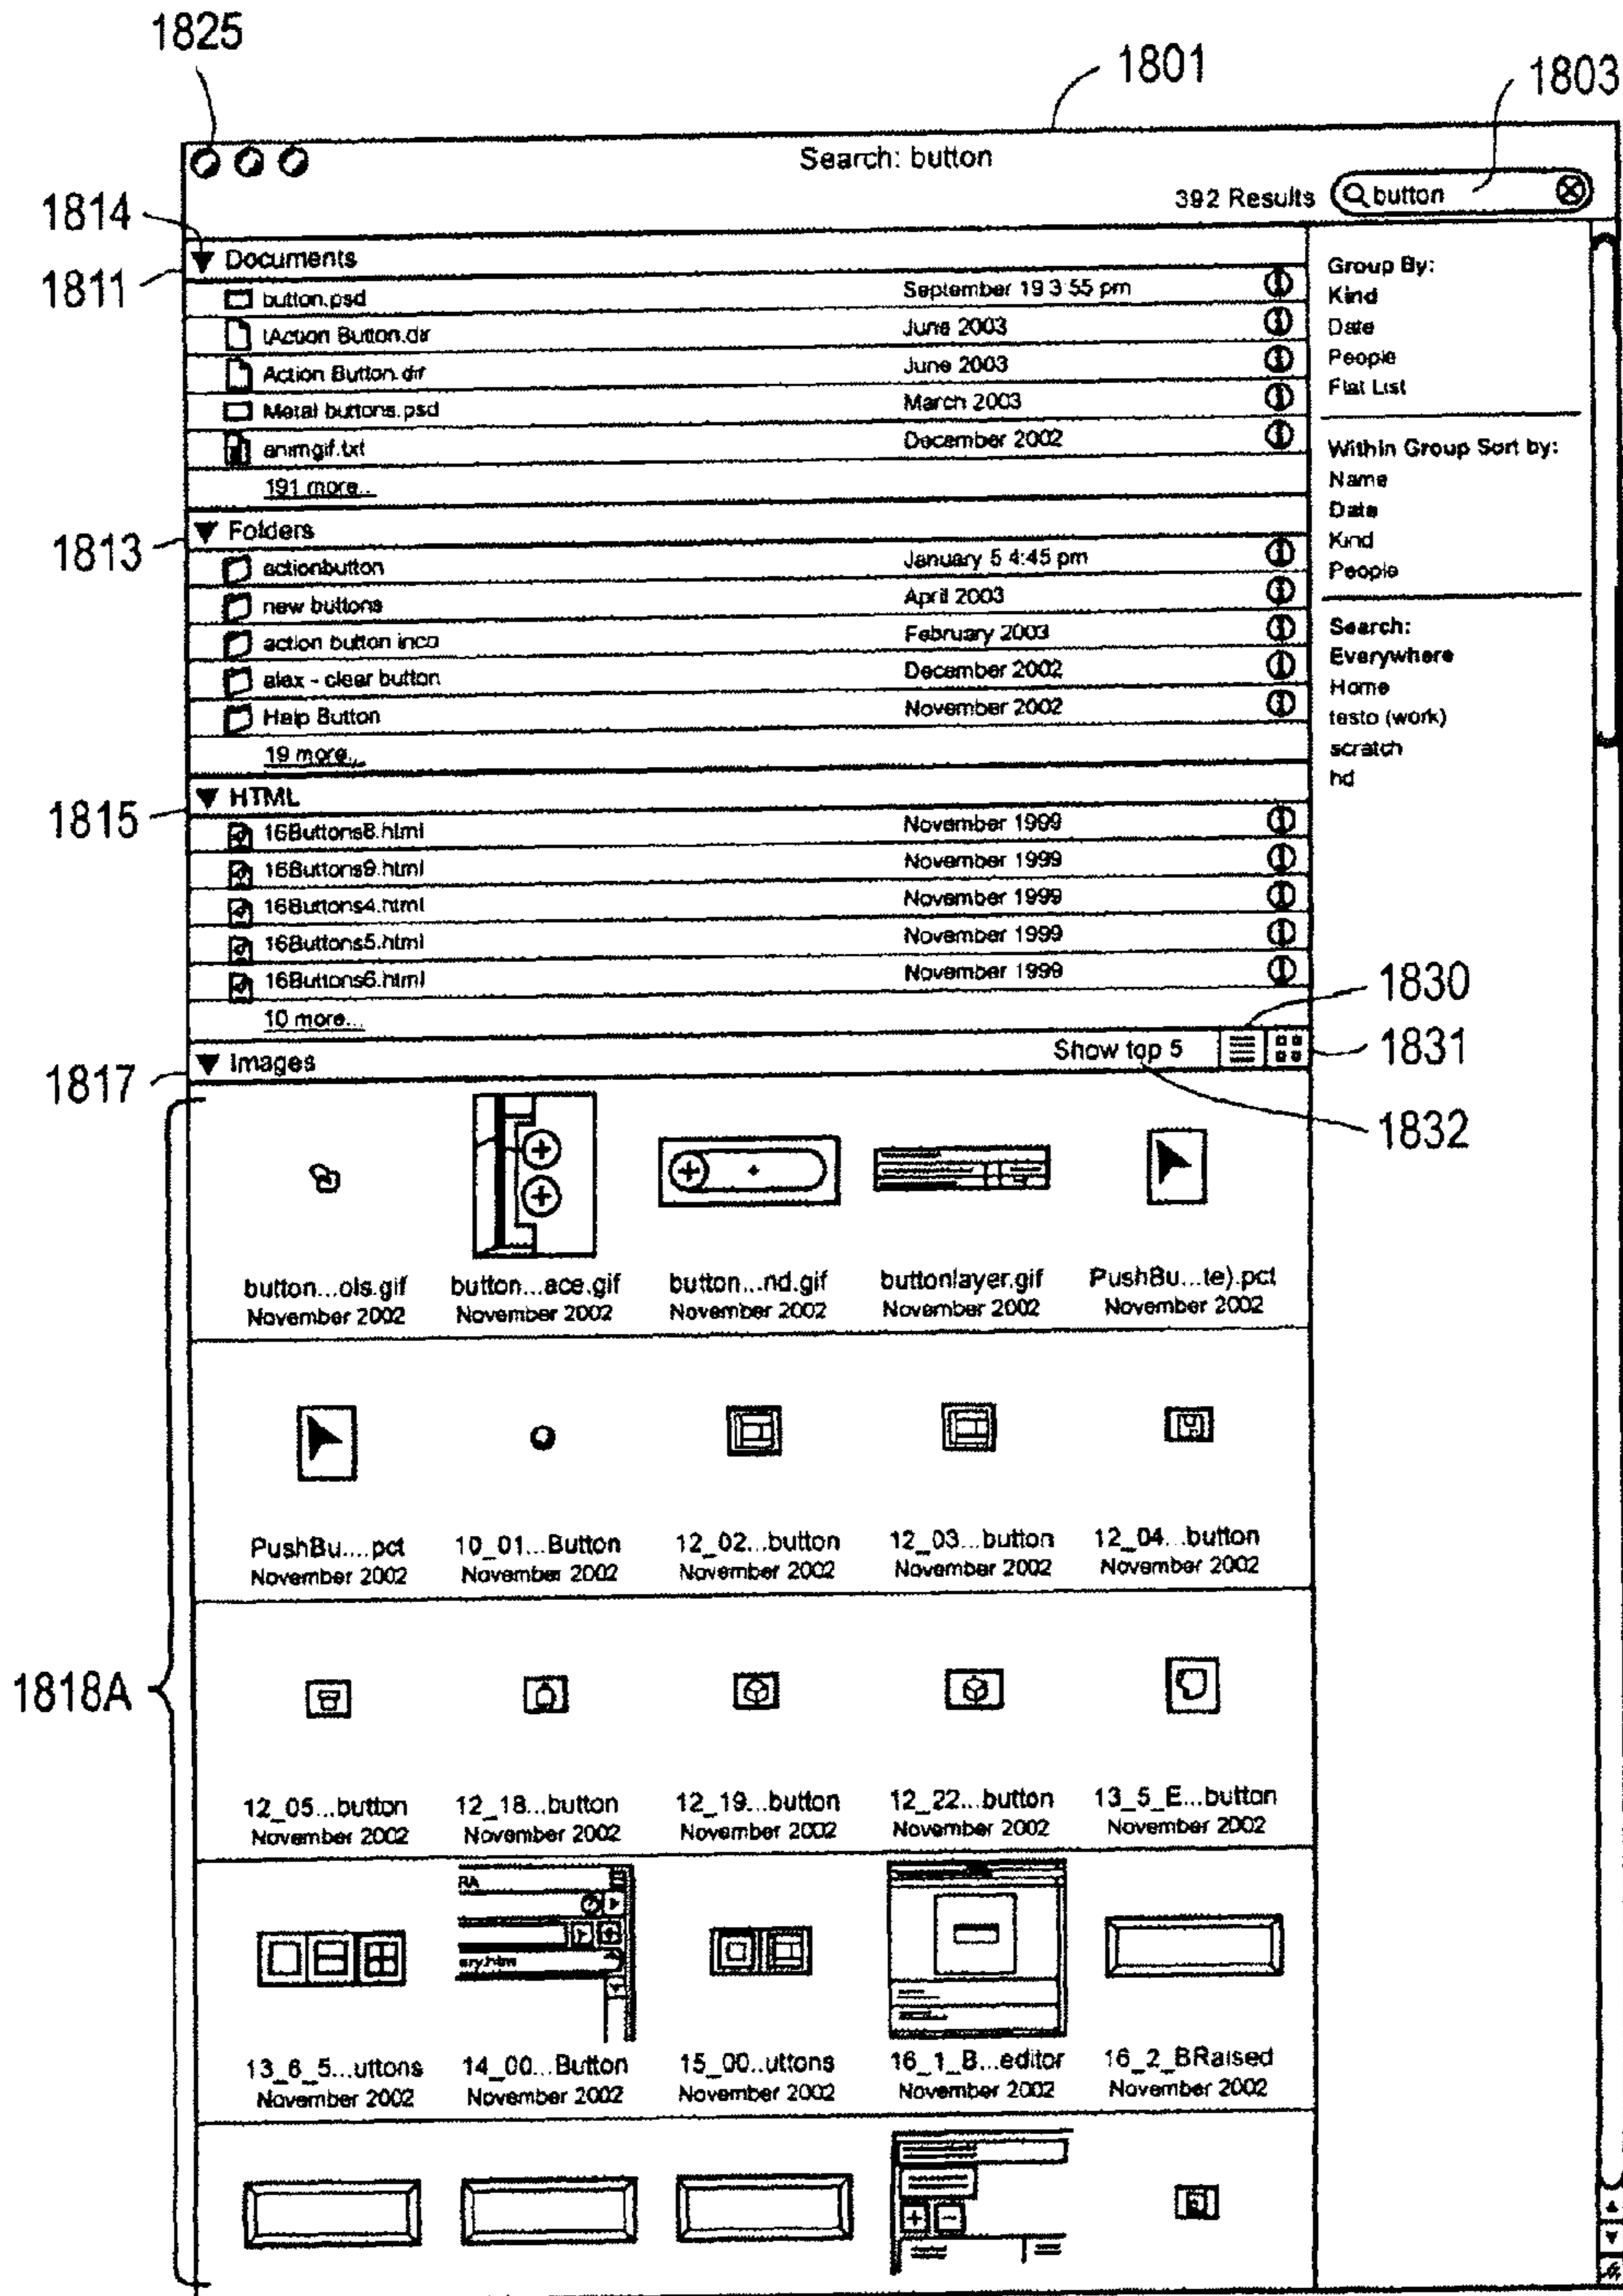 1825
1801
1803
Search: button
392 Results
button
1814
1811
Documents
button.psd September 19 3:55 pm
!Action Button.dir June 2003
Action Button.dir June 2003
Metal buttons.psd March 2003
animgif.txt December 2002
191 more...
1813
Folders
actionbutton January 5 4:45 pm
new buttons April 2003
action button inco February 2003
alex - clear button December 2002
Help Button November 2002
19 more...
1815
HTML
16Buttons8.html November 1999
16Buttons9.html November 1999
16Buttons4.html November 1999
16Buttons5.html November 1999
16Buttons6.html November 1999
10 more...
Group By:
Kind
Date
People
Flat List
Within Group Sort by:
Name
Date
Kind
People
Search:
Everywhere
Home
testo (work)
scratch
hd
1830
1831
1832
1817
Images Show top 5
button...ols.gif button...ace.gif button...nd.gif buttonlayer.gif PushBu...te).pct
November 2002 November 2002 November 2002 November 2002 November 2002
PushBu....pct 10_01...Button 12_02...button 12_03...button 12_04...button
November 2002 November 2002 November 2002 November 2002 November 2002
1818A
12_05...button 12_18...button 12_19...button 12_22...button 13_5_E...button
November 2002 November 2002 November 2002 November 2002 November 2002
RA
ery.htm
13_6_5...uttons 14_00...Button 15_00..uttons 16_1_B...editor 16_2_BRaised
November 2002 November 2002 November 2002 November 2002 November 2002